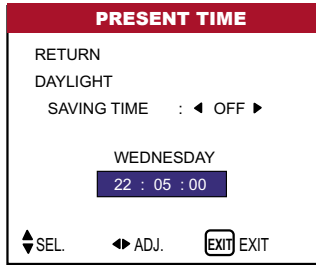 PRESENT TIME
RETURN
DAYLIGHT
SAVING TIME : ◀ OFF ▶
WEDNESDAY
22 : 05 : 00
SEL. ADJ. EXIT EXIT